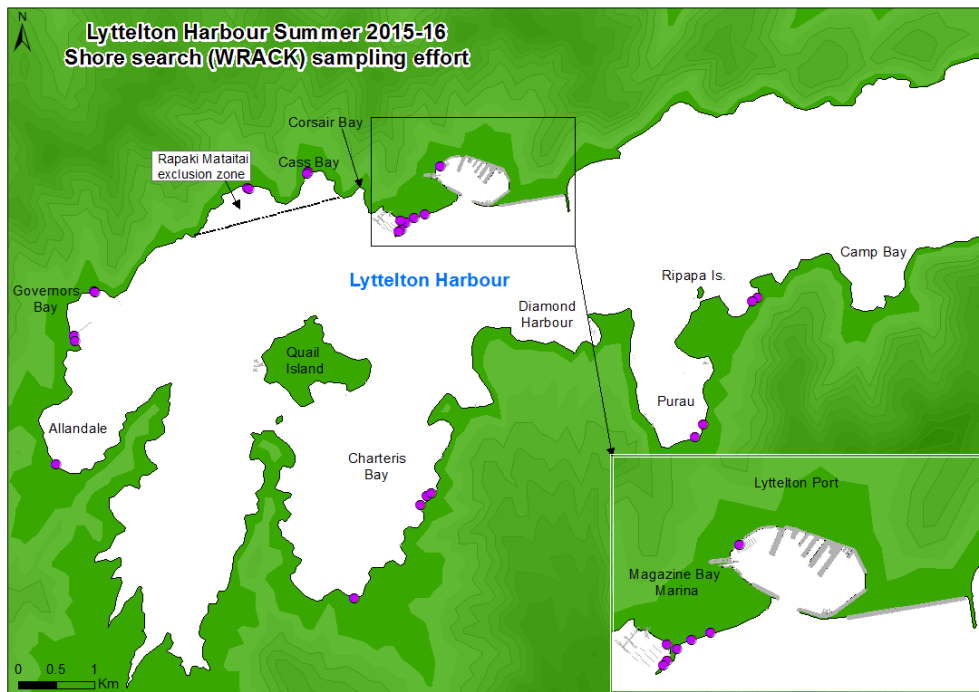 N
Lyttelton Harbour Summer 2015-16
Shore search (WRACK) sampling effort
Corsair Bay
Rapaki Mataitai
exclusion zone
Cass Bay
Camp Bay
Ripapa Is.
Lyttelton Harbour
Governors
Bay
Diamond
Harbour
Quail
Island
Purau
Allandale
Charteris
Bay
Lyttelton Port
Magazine Bay
Marina
0 0.5 1
Km